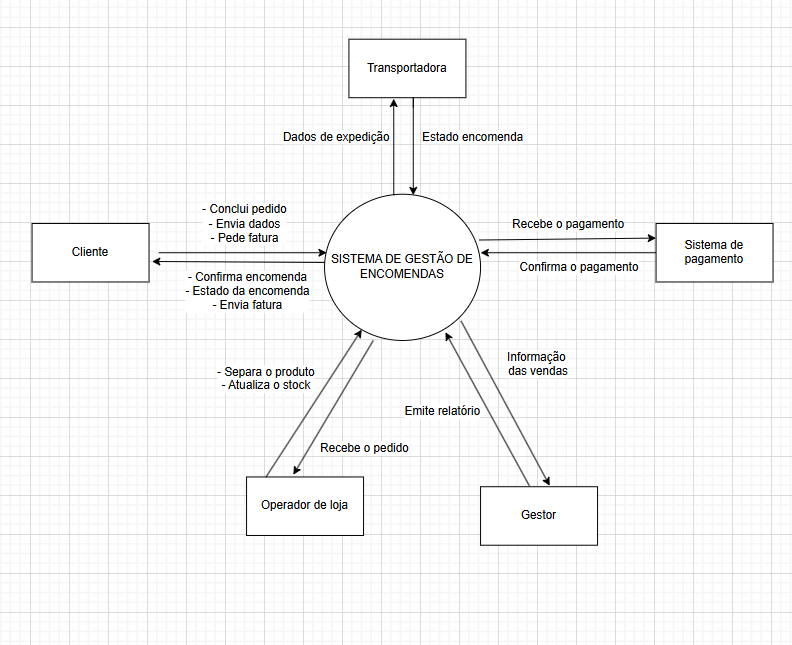 Transportadora
Dados de expedição
Estado encomenda
- Conclui pedido
- Envia dados
- Pede fatura
Recebe o pagamento
Cliente
SISTEMA DE GESTÃO DE
ENCOMENDAS
Sistema de
pagamento
Confirma o pagamento
- Confirma encomenda
- Estado da encomenda
- Envia fatura
- Separa o produto
- Atualiza o stock
Informação
das vendas
Emite relatório
Recebe o pedido
Operador de loja
Gestor